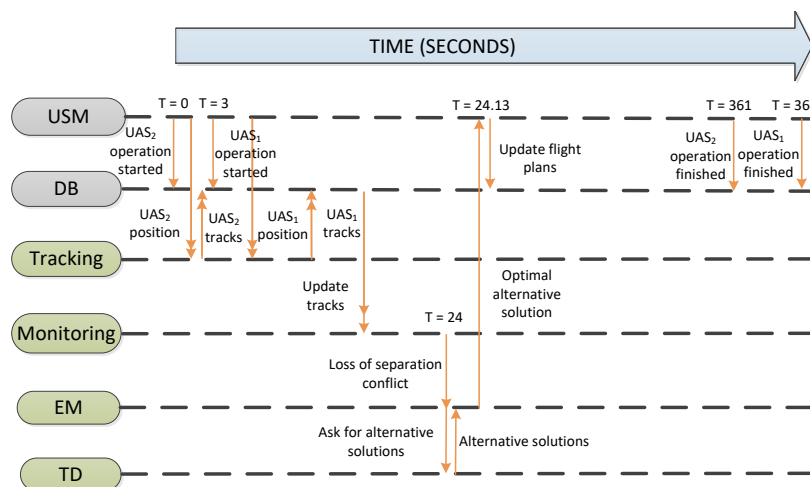 TIME (SECONDS)
T = 0
T = 3
T = 24.13
T = 361
T = 36
USM
UAS2
operation
started
UAS1
operation
started
Update flight
plans
UAS2
operation
finished
UAS1
operation
finished
DB
UAS2
position
UAS2
tracks
UAS1
position
UAS1
tracks
Tracking
Update
tracks
Optimal
alternative
solution
T = 24
Monitoring
Loss of separation
conflict
EM
Ask for alternative
solutions
Alternative solutions
TD